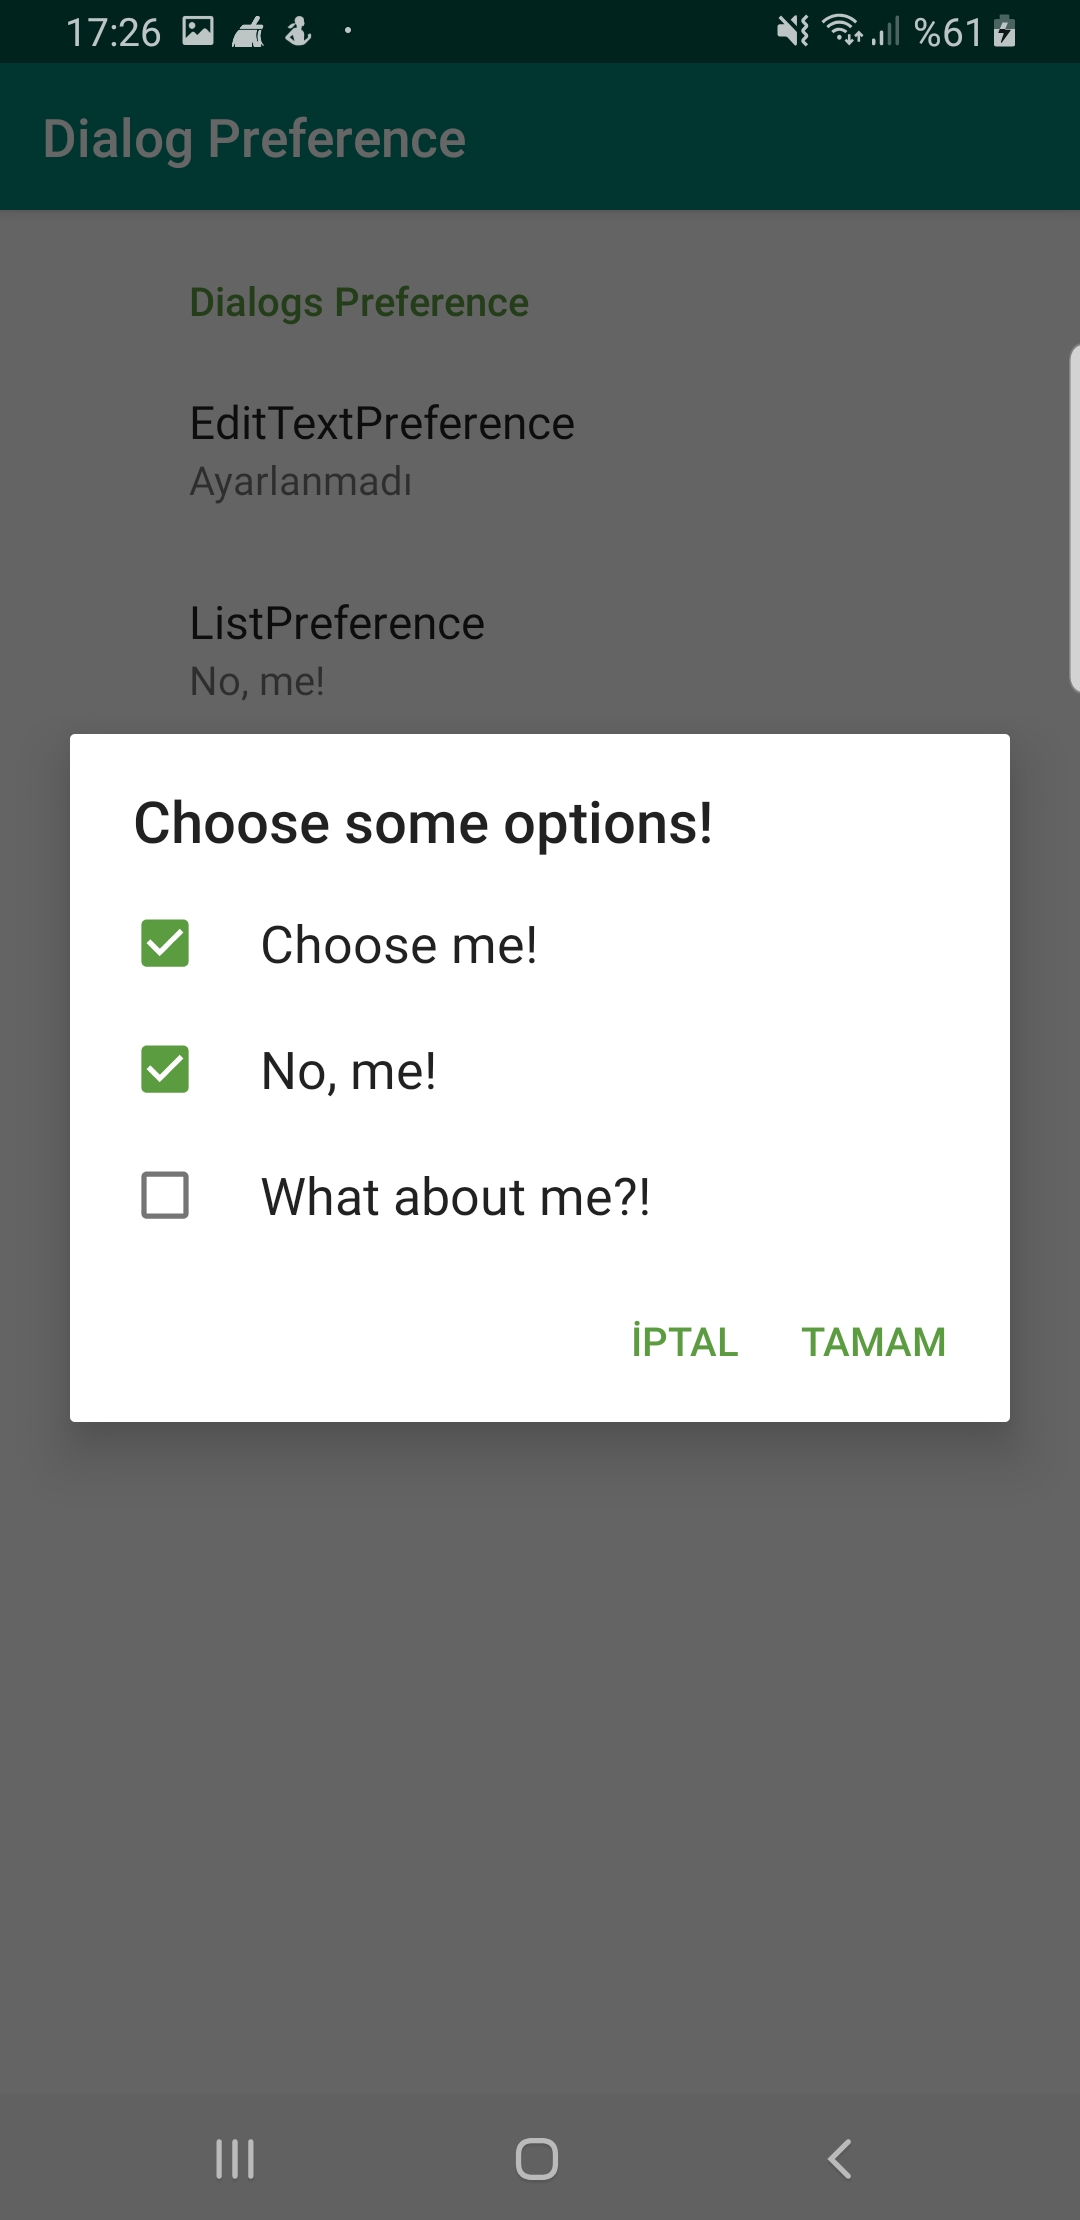 17:26 %61
Dialog Preference
Dialogs Preference
EditTextPreference
Ayarlanmadı
ListPreference
No, me!
Choose some options!
Choose me!
No, me!
What about me?!
İPTAL TAMAM